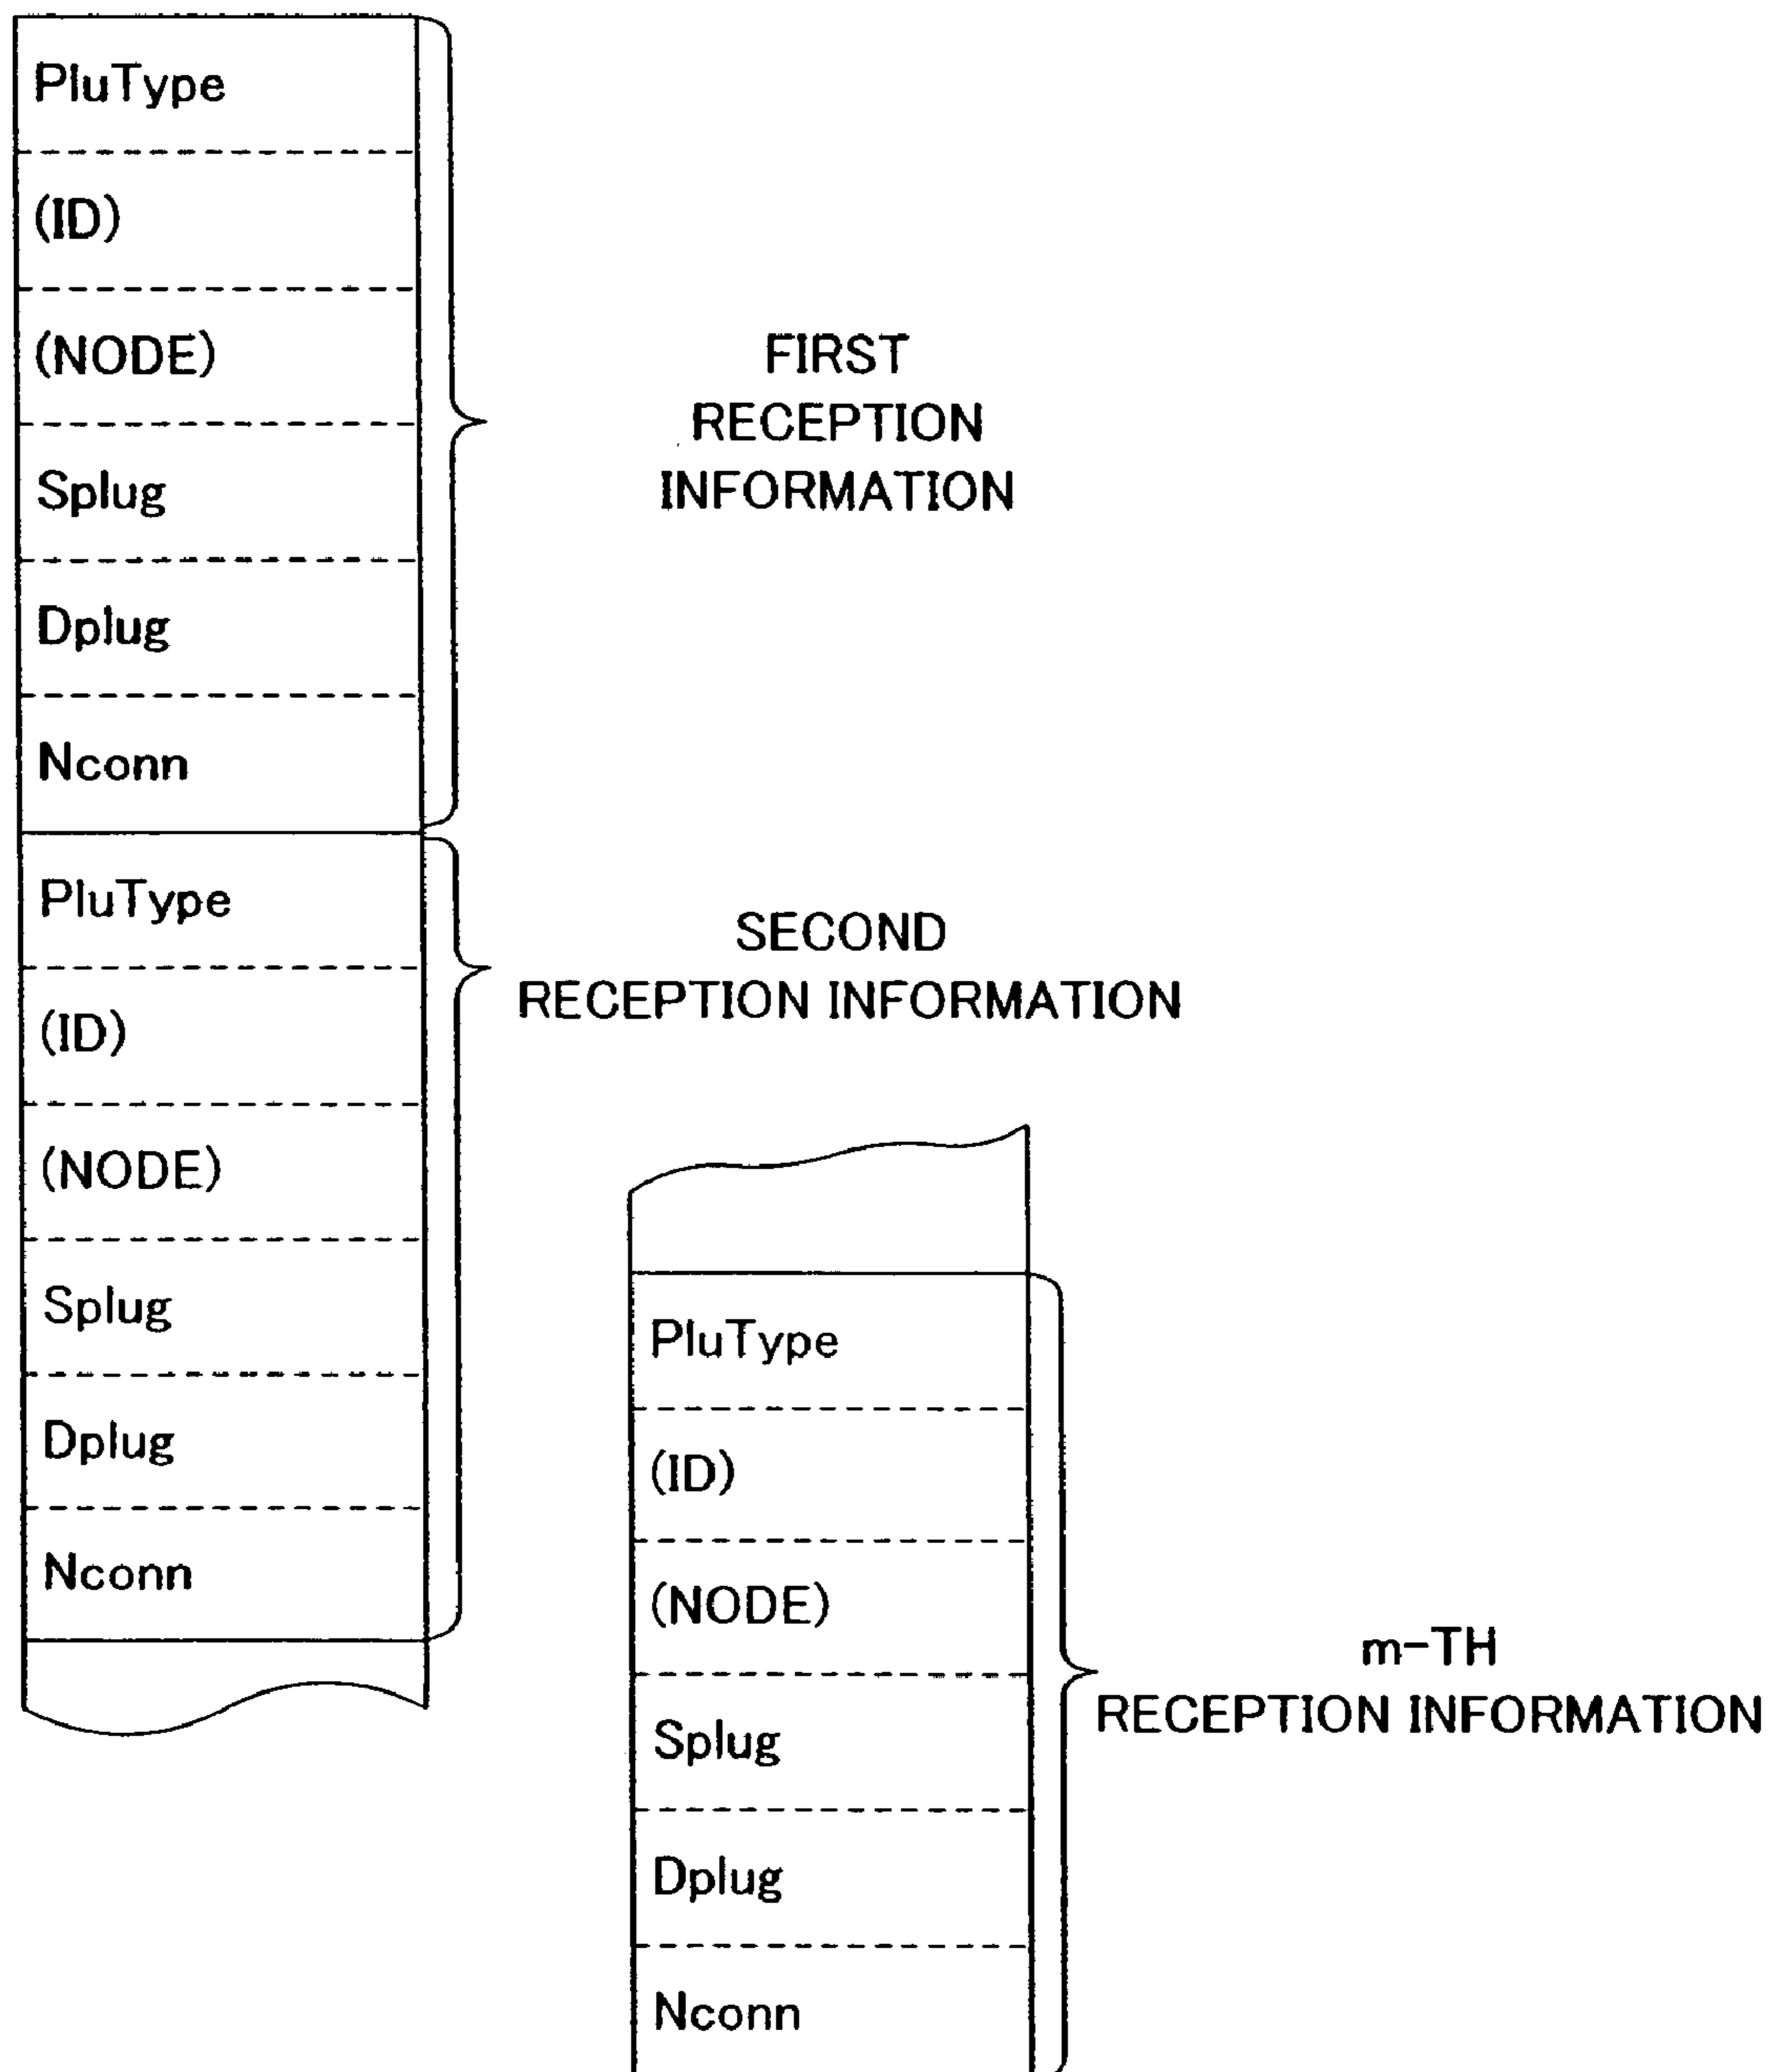 PluType
(ID)
(NODE)
Splug
Dplug
Nconn
FIRST
RECEPTION
INFORMATION
PluType
(ID)
(NODE)
Splug
Dplug
Nconn
SECOND
RECEPTION INFORMATION
PluType
(ID)
(NODE)
Splug
Dplug
Nconn
m-TH
RECEPTION INFORMATION